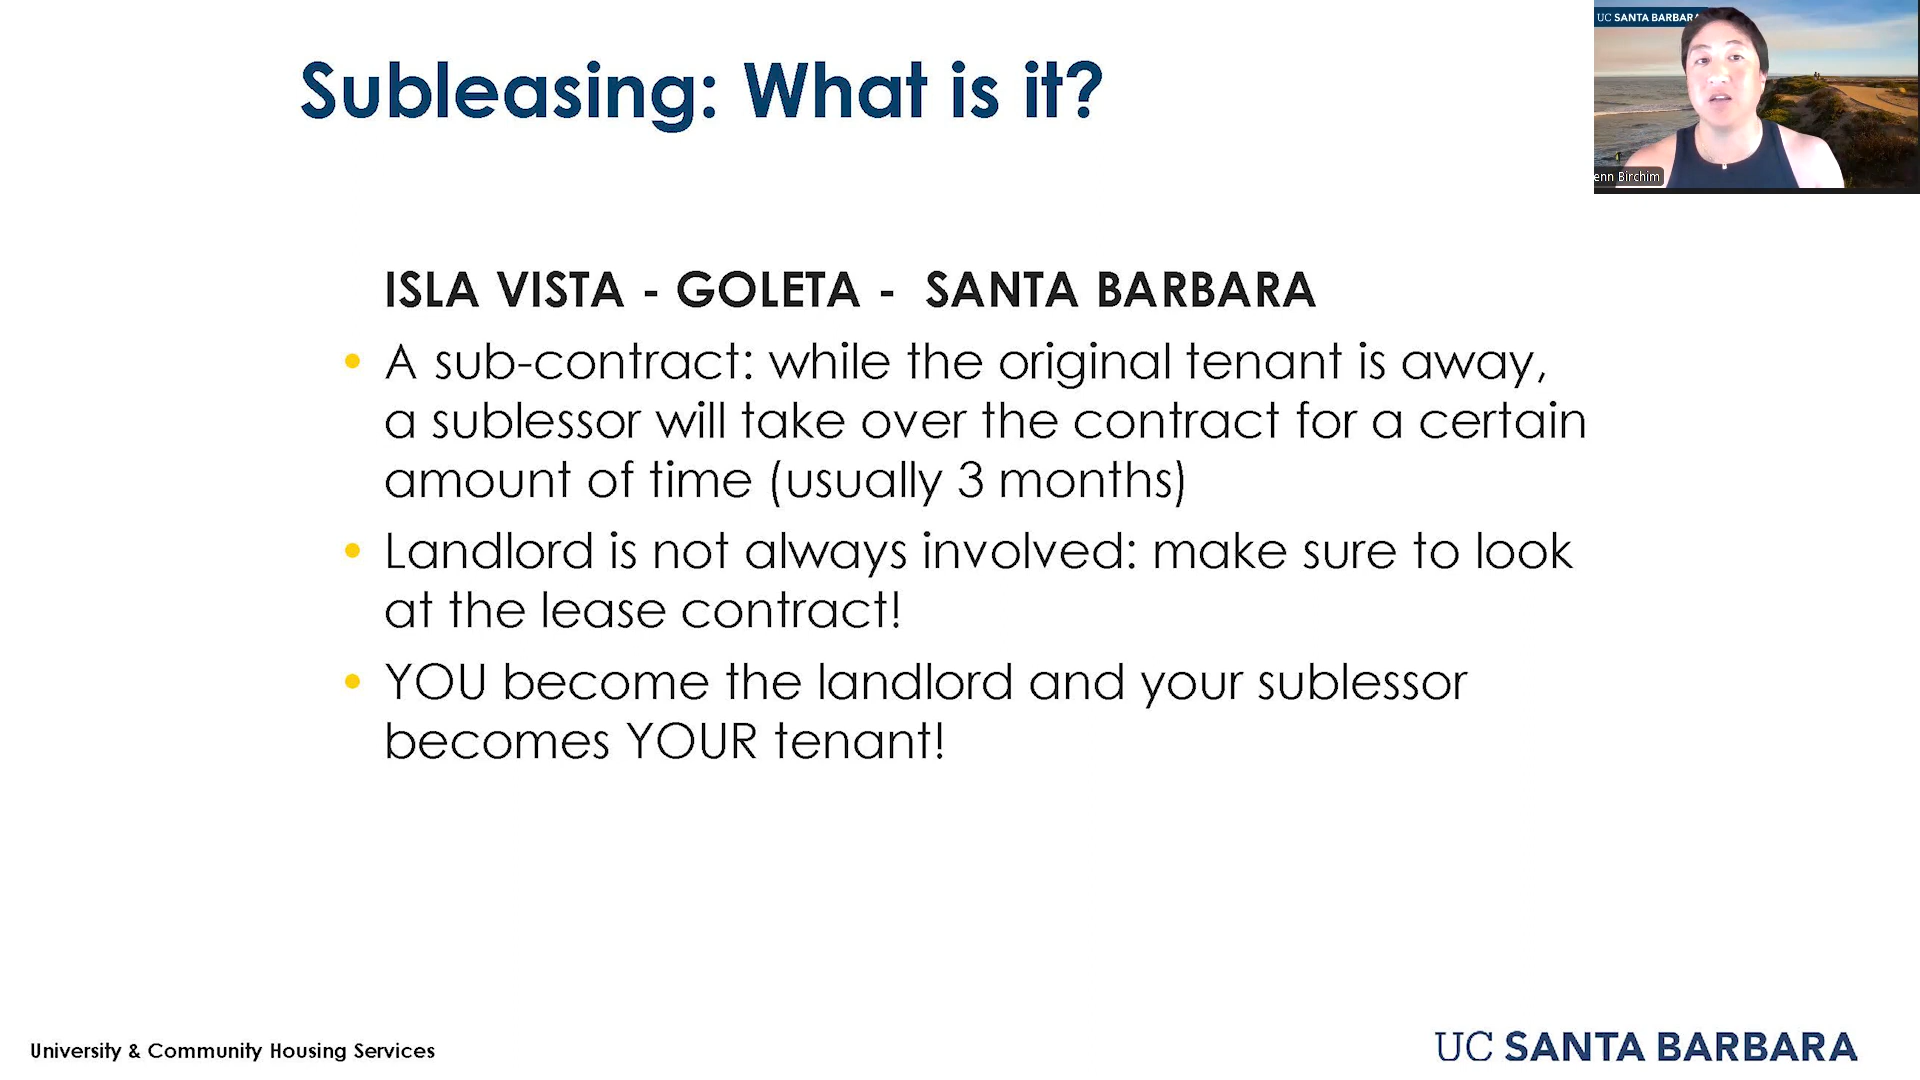 Subleasing: What is it?
UC SANTA BARBARA
enn Birchim
ISLA VISTA - GOLETA - SANTA BARBARA
• A sub-contract: while the original tenant is away,
a sublessor will take over the contract for a certain
amount of time (usually 3 months)
• Landlord is not always involved: make sure to look
at the lease contract!
• YOU become the landlord and your sublessor
becomes YOUR tenant!
University & Community Housing Services
UC SANTA BARBARA